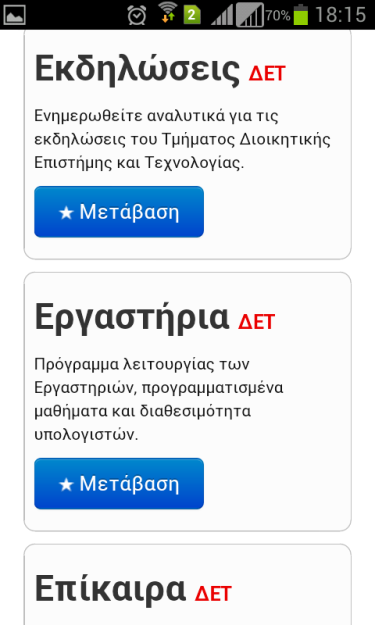 2 70% 18:15
Εκδηλώσεις ΔΕΤ
Ενημερωθείτε αναλυτικά για τις
εκδηλώσεις του Τμήματος Διοικητικής
Επιστήμης και Τεχνολογίας.
Μετάβαση
Εργαστήρια ΔΕΤ
Πρόγραμμα λειτουργίας των
Εργαστηριών, προγραμματισμένα
μαθήματα και διαθεσιμότητα
υπολογιστών.
Μετάβαση
Επίκαιρα ΔΕΤ